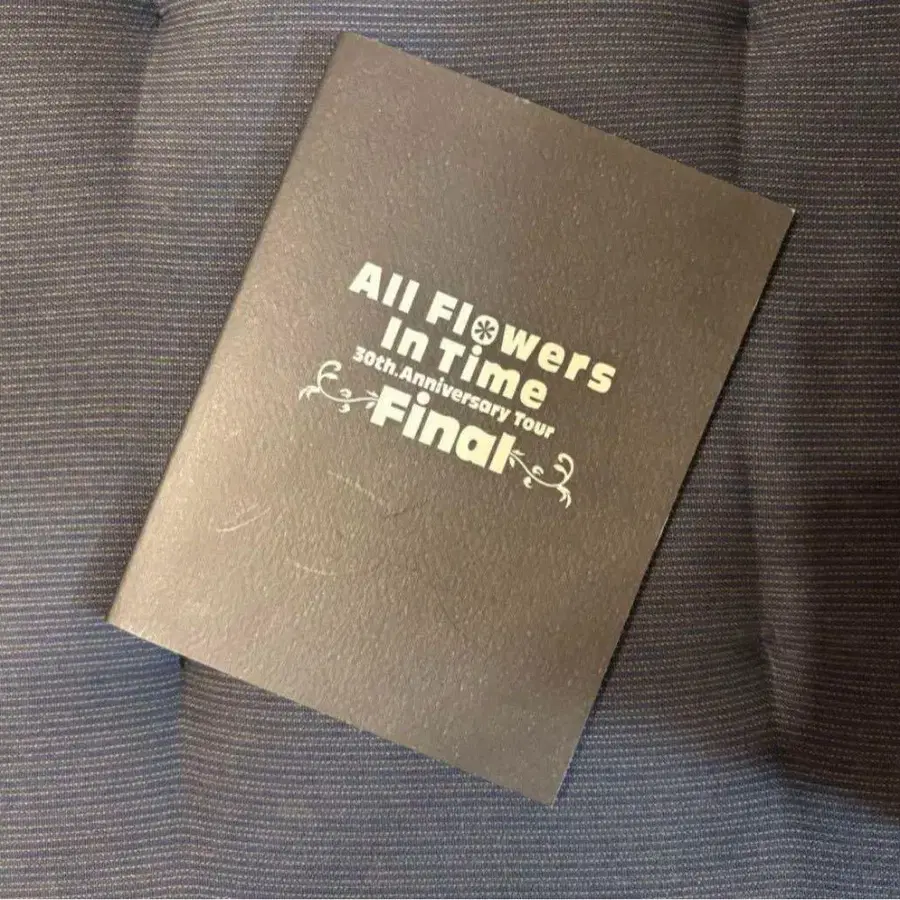 All Flowers
In Time
30th.Anniversary Tour
Final